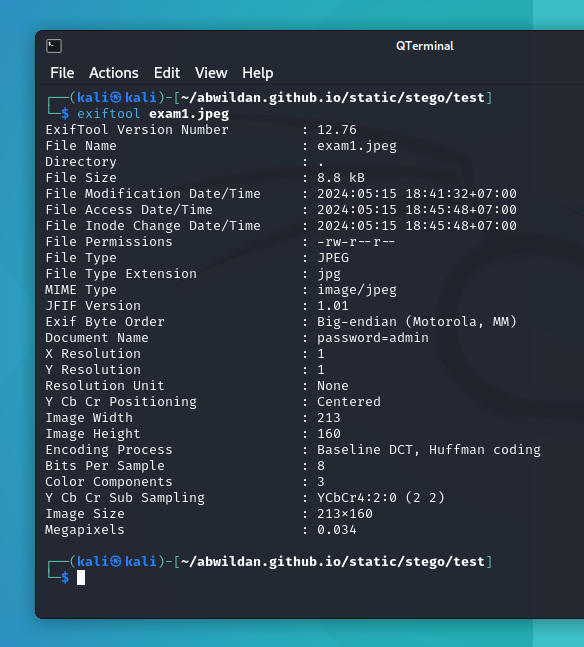 QTerminal
File Actions Edit View Help
┌──(kali㉿kali)-[~/abwildan.github.io/static/stego/test]
└─$ exiftool exam1.jpeg
ExifTool Version Number : 12.76
File Name : exam1.jpeg
Directory : .
File Size : 8.8 kB
File Modification Date/Time : 2024:05:15 18:41:32+07:00
File Access Date/Time : 2024:05:15 18:45:48+07:00
File Inode Change Date/Time : 2024:05:15 18:45:48+07:00
File Permissions : -rw-r--r--
File Type : JPEG
File Type Extension : jpg
MIME Type : image/jpeg
JFIF Version : 1.01
Exif Byte Order : Big-endian (Motorola, MM)
Document Name : password=admin
X Resolution : 1
Y Resolution : 1
Resolution Unit : None
Y Cb Cr Positioning : Centered
Image Width : 213
Image Height : 160
Encoding Process : Baseline DCT, Huffman coding
Bits Per Sample : 8
Color Components : 3
Y Cb Cr Sub Sampling : YCbCr4:2:0 (2 2)
Image Size : 213×160
Megapixels : 0.034
┌──(kali㉿kali)-[~/abwildan.github.io/static/stego/test]
└─$